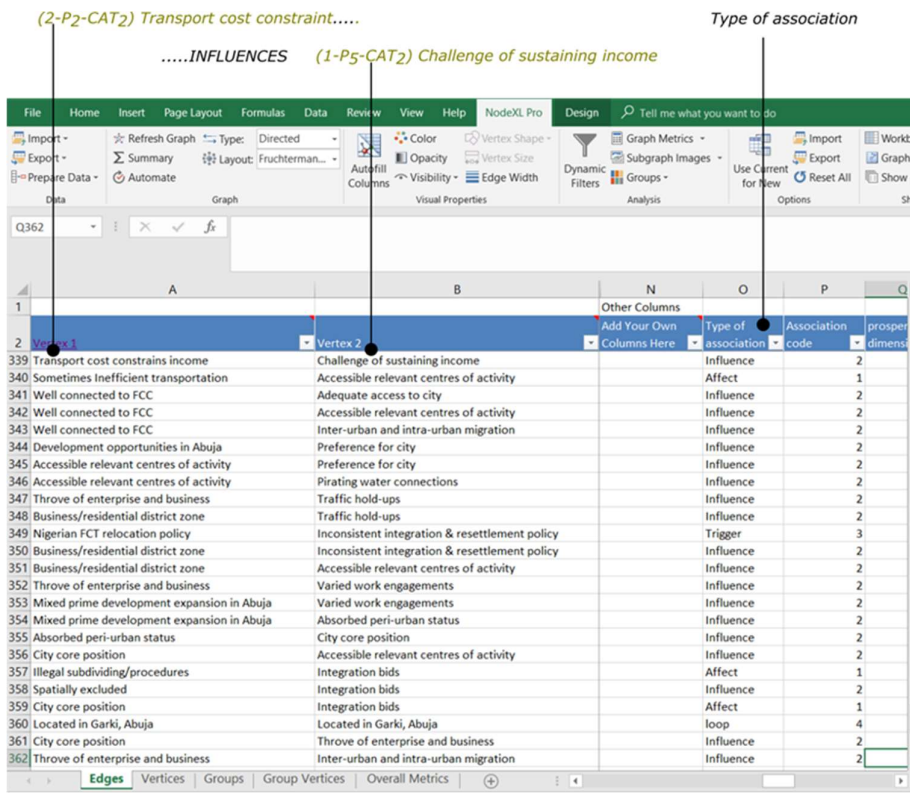 (2-P2-CAT2) Transport cost constraint..... Type of association
.....INFLUENCES (1-P5-CAT2) Challenge of sustaining income
File Home Insert Page Layout Formulas Data Review View Help NodeXL Pro Design Tell me what you want to do
Import Refresh Graph Type: Directed Color Vertex Shape Graph Metrics Import Workb
Export Summary Layout: Fruchterman... Opacity Vertex Size Subgraph Images Export Graph
Prepare Data Automate Autofill Columns Visibility Edge Width Dynamic Filters Groups Use Current for New Reset All Show
Data Graph Visual Properties Analysis Options Sh
Q362 fx
A B N O P Q
1 Other Columns
2 Vertex 1 Vertex 2 Add Your Own Columns Here Type of association Association code prosper dimensi
339 Transport cost constrains income Challenge of sustaining income Influence 2
340 Sometimes Inefficient transportation Accessible relevant centres of activity Affect 1
341 Well connected to FCC Adequate access to city Influence 2
342 Well connected to FCC Accessible relevant centres of activity Influence 2
343 Well connected to FCC Inter-urban and intra-urban migration Influence 2
344 Development opportunities in Abuja Preference for city Influence 2
345 Accessible relevant centres of activity Preference for city Influence 2
346 Accessible relevant centres of activity Pirating water connections Influence 2
347 Throve of enterprise and business Traffic hold-ups Influence 2
348 Business/residential district zone Traffic hold-ups Influence 2
349 Nigerian FCT relocation policy Inconsistent integration & resettlement policy Trigger 3
350 Business/residential district zone Inconsistent integration & resettlement policy Influence 2
351 Business/residential district zone Accessible relevant centres of activity Influence 2
352 Throve of enterprise and business Varied work engagements Influence 2
353 Mixed prime development expansion in Abuja Varied work engagements Influence 2
354 Mixed prime development expansion in Abuja Absorbed peri-urban status Influence 2
355 Absorbed peri-urban status City core position Influence 2
356 City core position Accessible relevant centres of activity Influence 2
357 Illegal subdividing/procedures Integration bids Affect 1
358 Spatially excluded Integration bids Influence 2
359 City core position Integration bids Affect 1
360 Located in Garki, Abuja Located in Garki, Abuja loop 4
361 City core position Throve of enterprise and business Influence 2
362 Throve of enterprise and business Inter-urban and intra-urban migration Influence 2
Edges Vertices Groups Group Vertices Overall Metrics